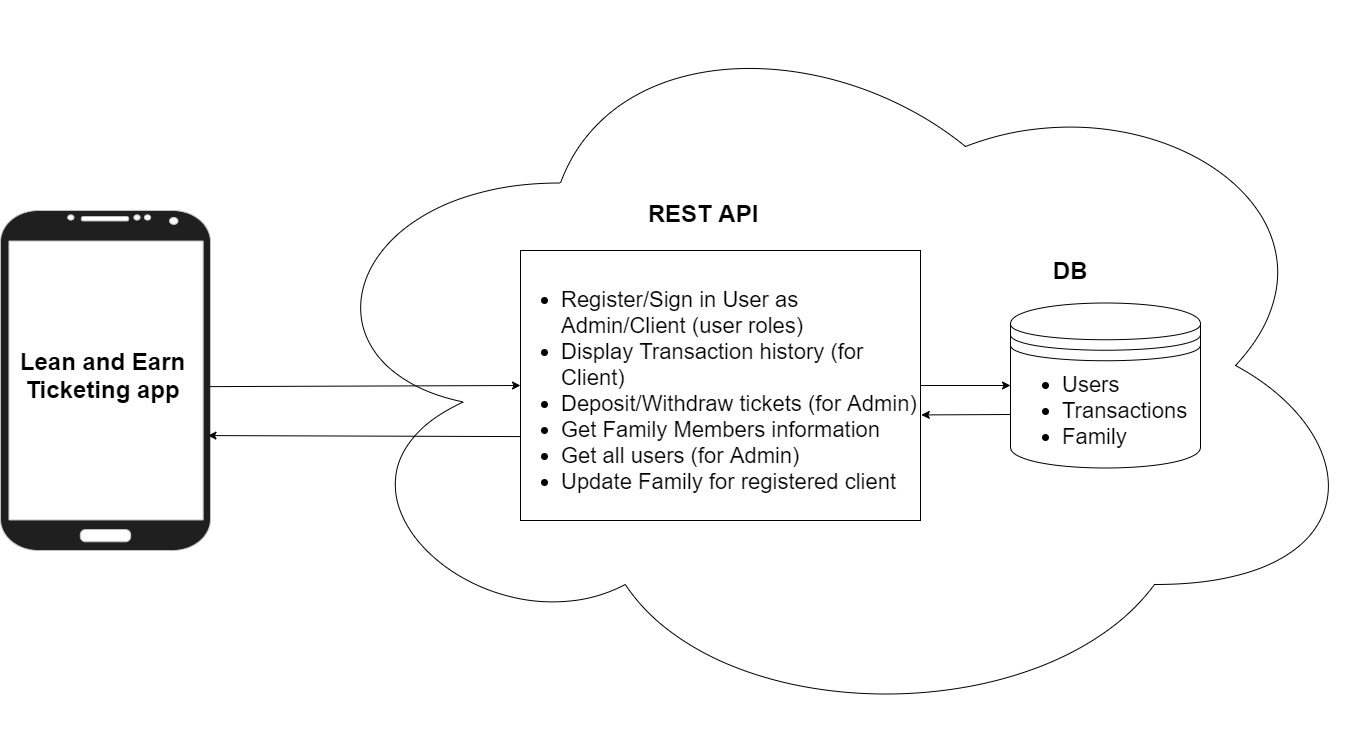 Lean and Earn
Ticketing app
REST API
• Register/Sign in User as
Admin/Client (user roles)
• Display Transaction history (for
Client)
• Deposit/Withdraw tickets (for Admin)
• Get Family Members information
• Get all users (for Admin)
• Update Family for registered client
DB
• Users
• Transactions
• Family